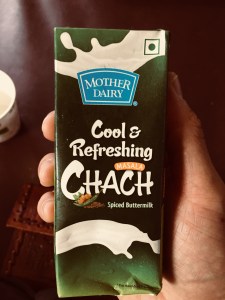 MOTHER
DAIRY
Cool &
Refreshing
MASALA
CHACH
Spiced Buttermilk